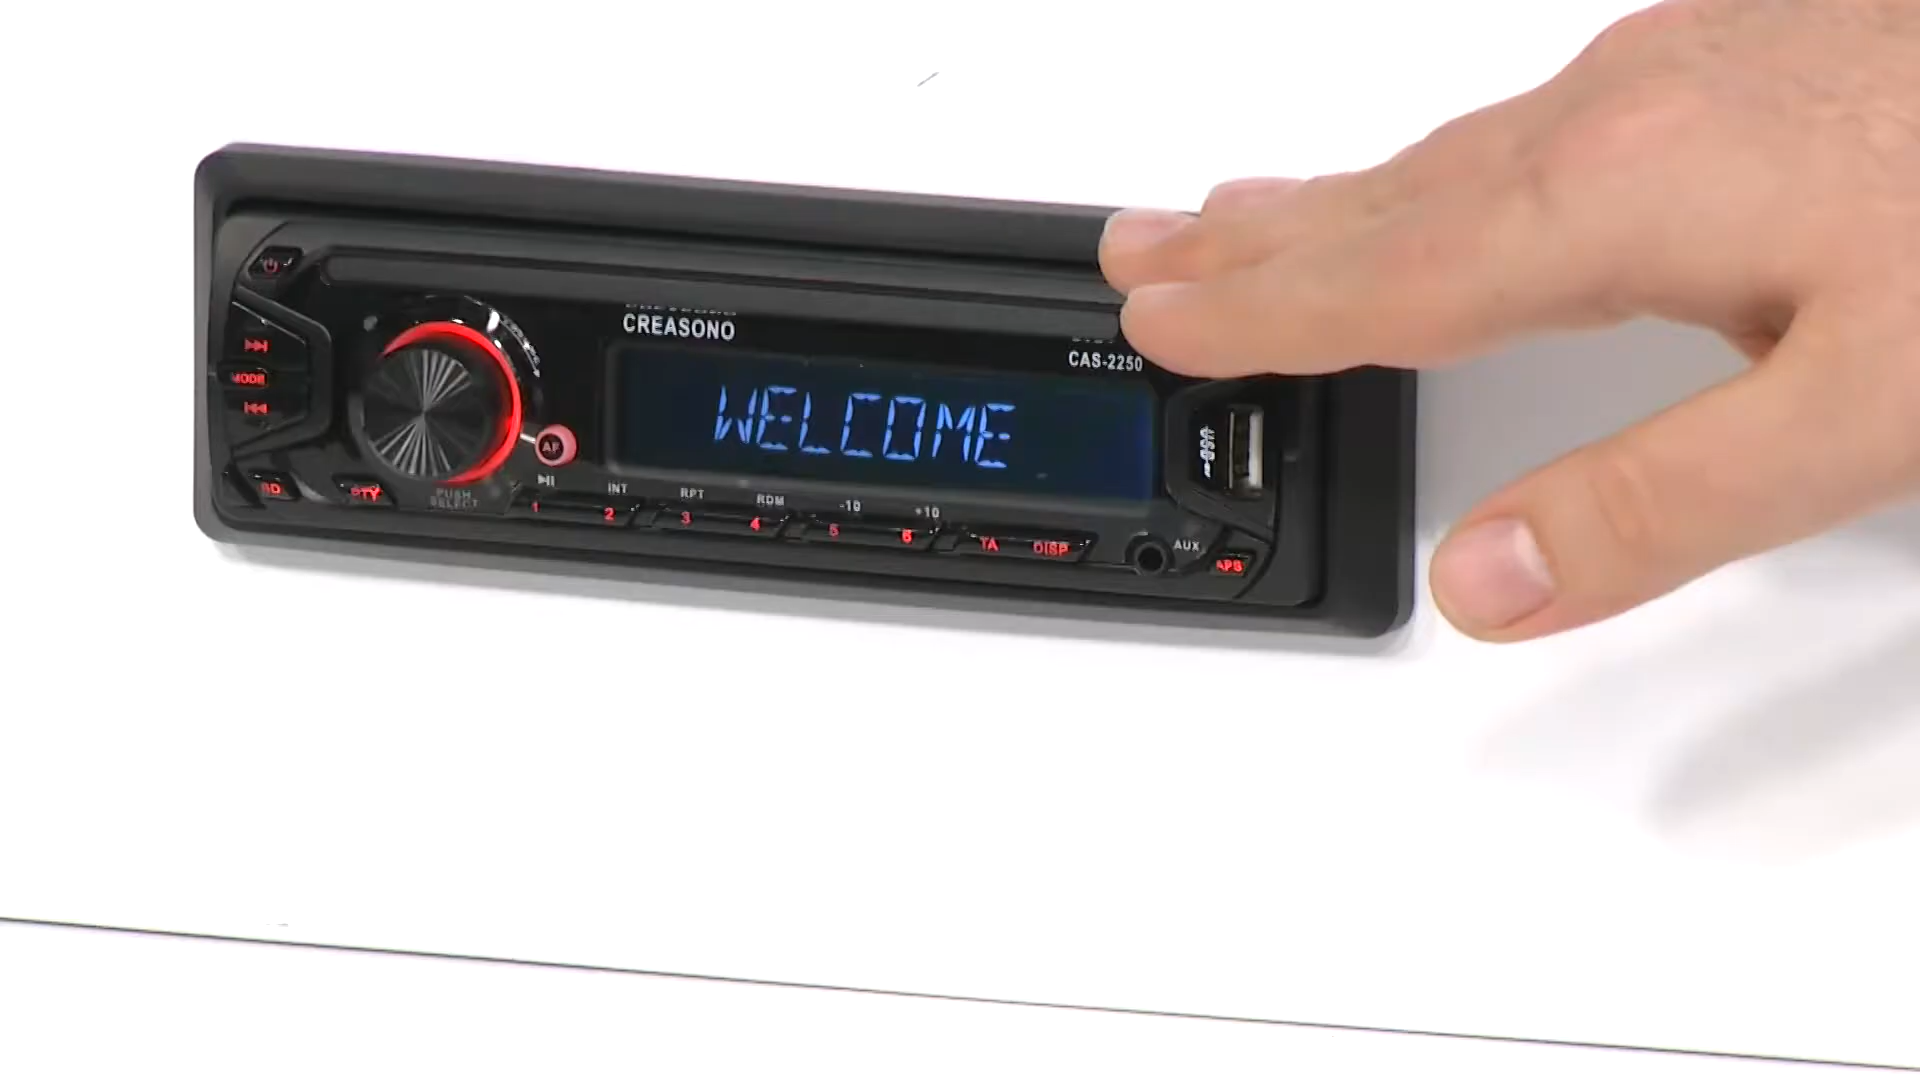 CREASONO
CAS-2250
WELCOME
MODE
AF
USB
BD
PTY
PUSH
SELECT
INT
RPT
RDM
-10
+10
1
2
3
4
5
6
TA
DISP
AUX
APS